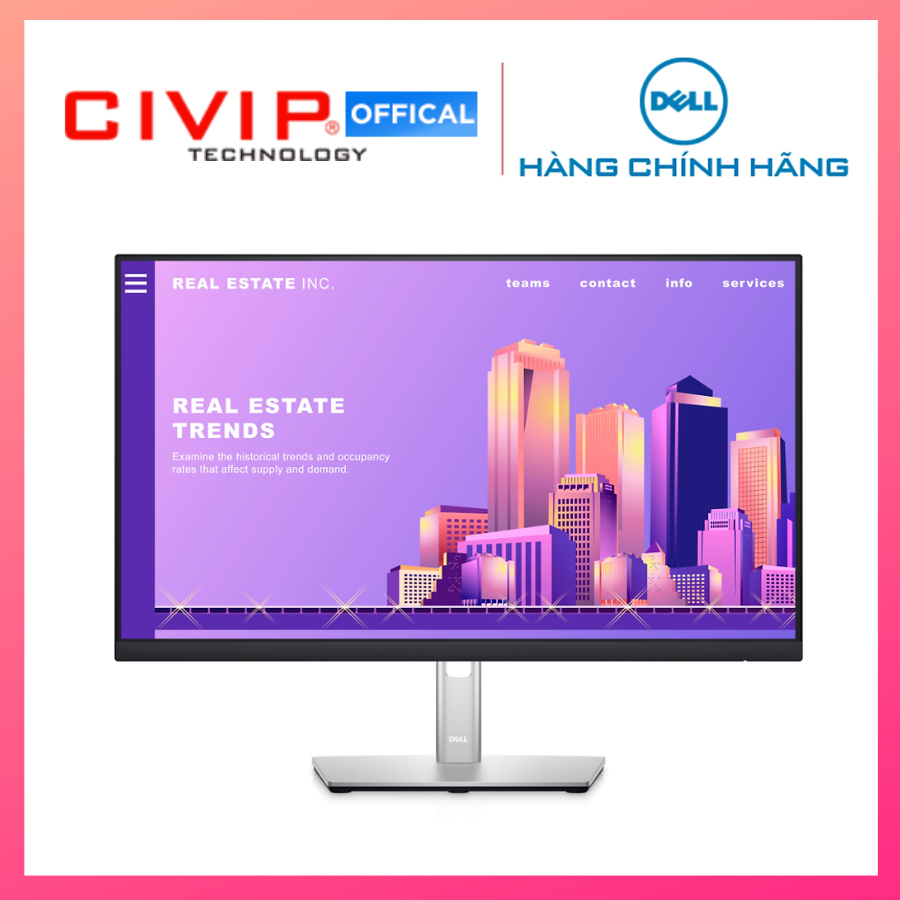 CIVIP® OFFICAL
TECHNOLOGY
DELL
HÀNG CHÍNH HÃNG
REAL ESTATE INC.
teams contact info services
REAL ESTATE
TRENDS
Examine the historical trends and occupancy
rates that affect supply and demand.
DELL